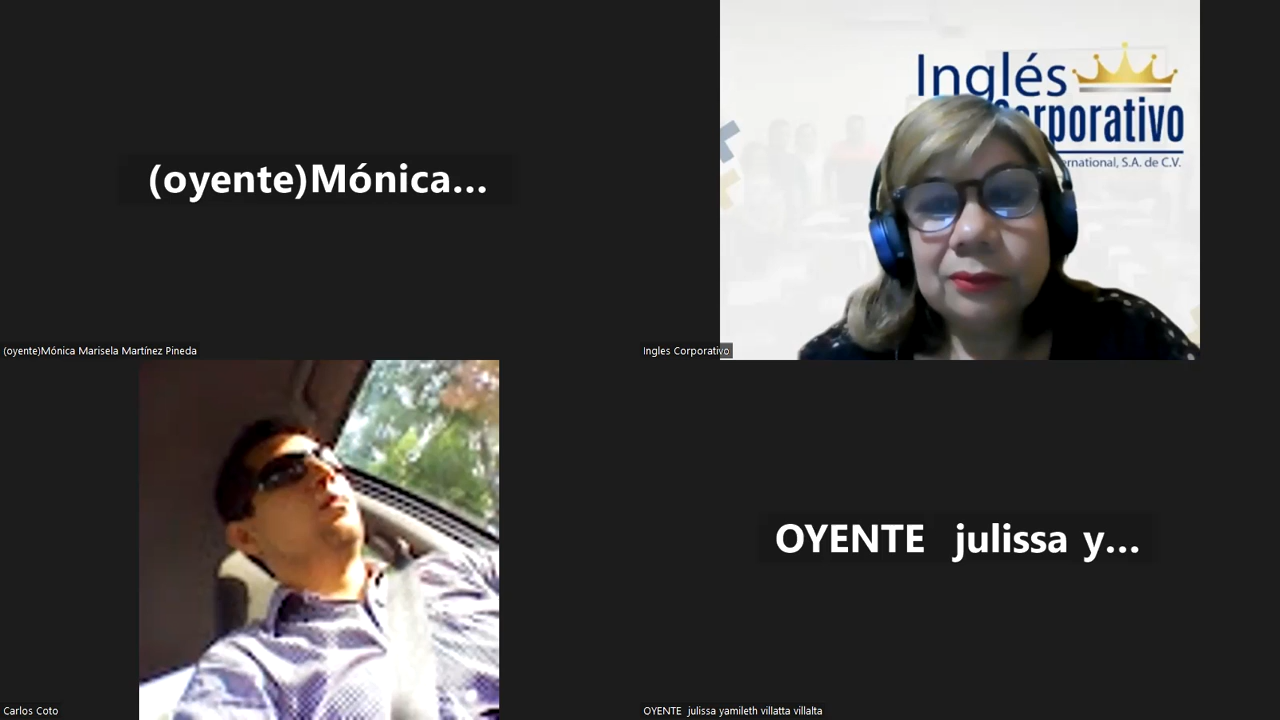 (oyente)Mónica...
(oyente)Mónica Marisela Martínez Pineda
Inglés
Corporativo
ernational, S.A. de C.V.
Ingles Corporativo
Carlos Coto
OYENTE julissa y...
OYENTE julissa yamileth villatta villalta